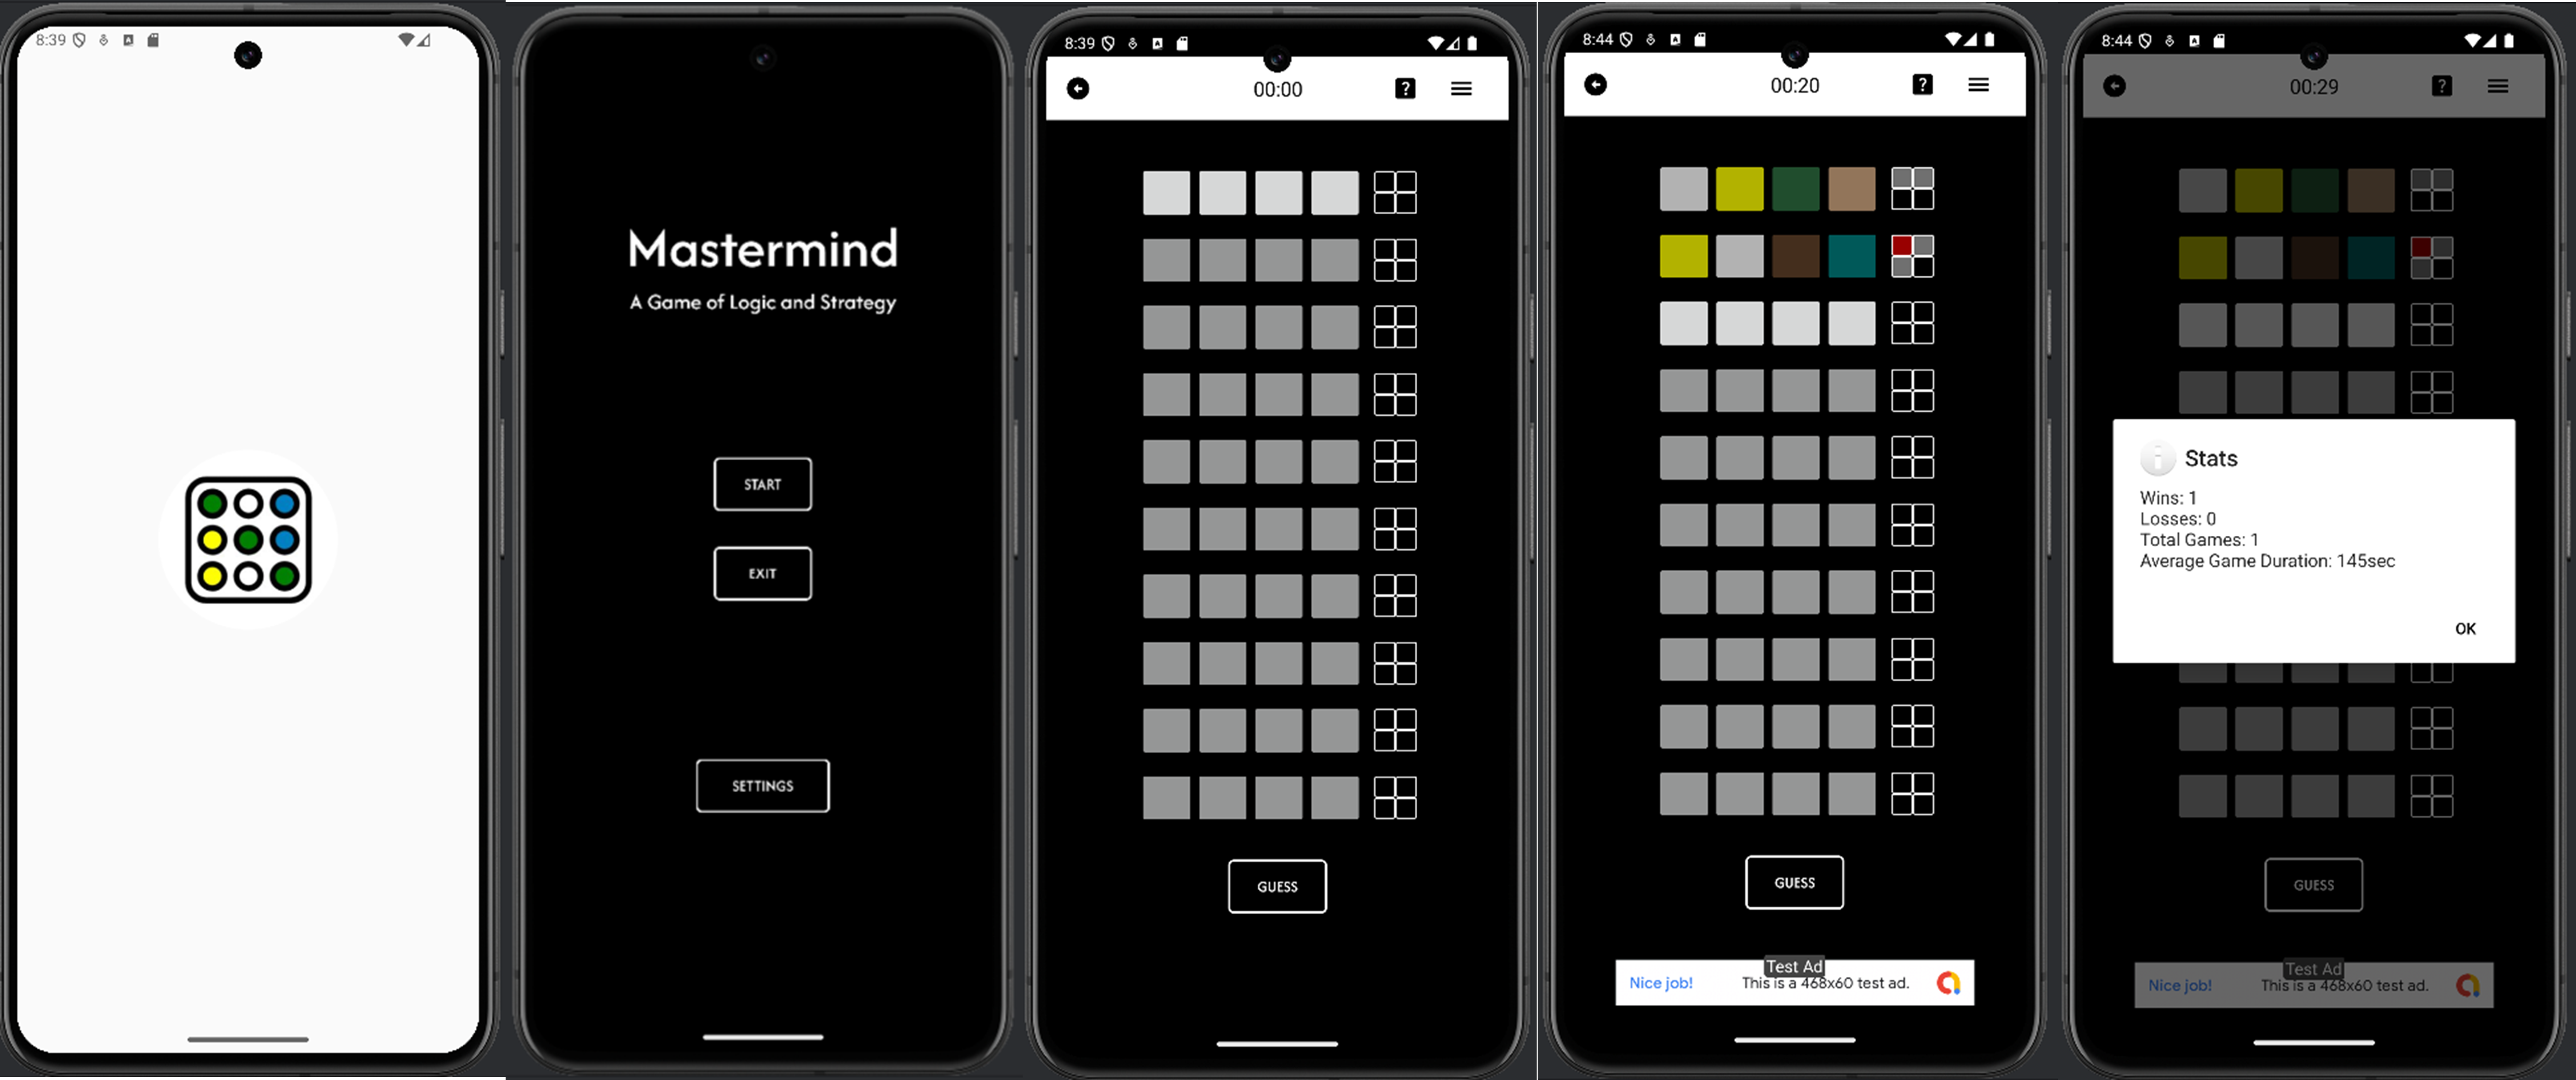 8:39
Mastermind
A Game of Logic and Strategy
START
EXIT
SETTINGS
8:39
00:00
?
GUESS
8:44
00:20
?
GUESS
Test Ad
Nice job! This is a 468x60 test ad.
8:44
00:29
?
Stats
Wins: 1
Losses: 0
Total Games: 1
Average Game Duration: 145sec
OK
GUESS
Test Ad
Nice job! This is a 468x60 test ad.